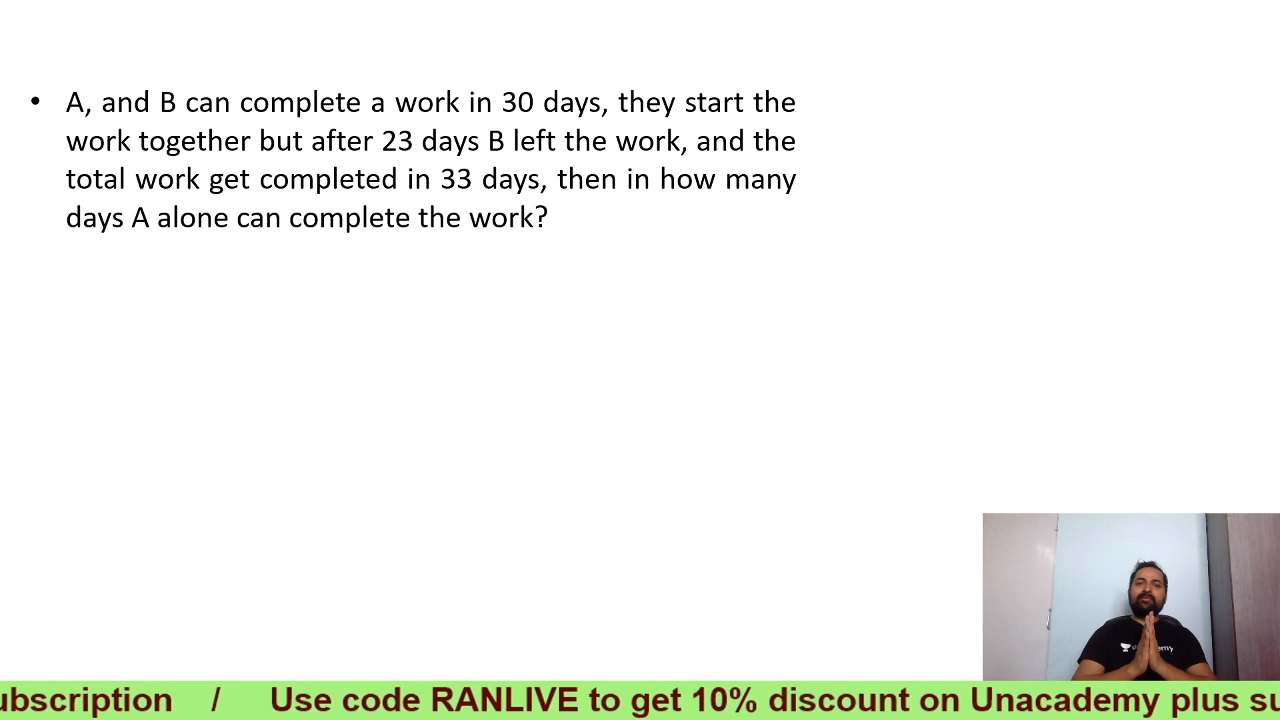 • A, and B can complete a work in 30 days, they start the
work together but after 23 days B left the work, and the
total work get completed in 33 days, then in how many
days A alone can complete the work?
ubscription / Use code RANLIVE to get 10% discount on Unacademy plus su